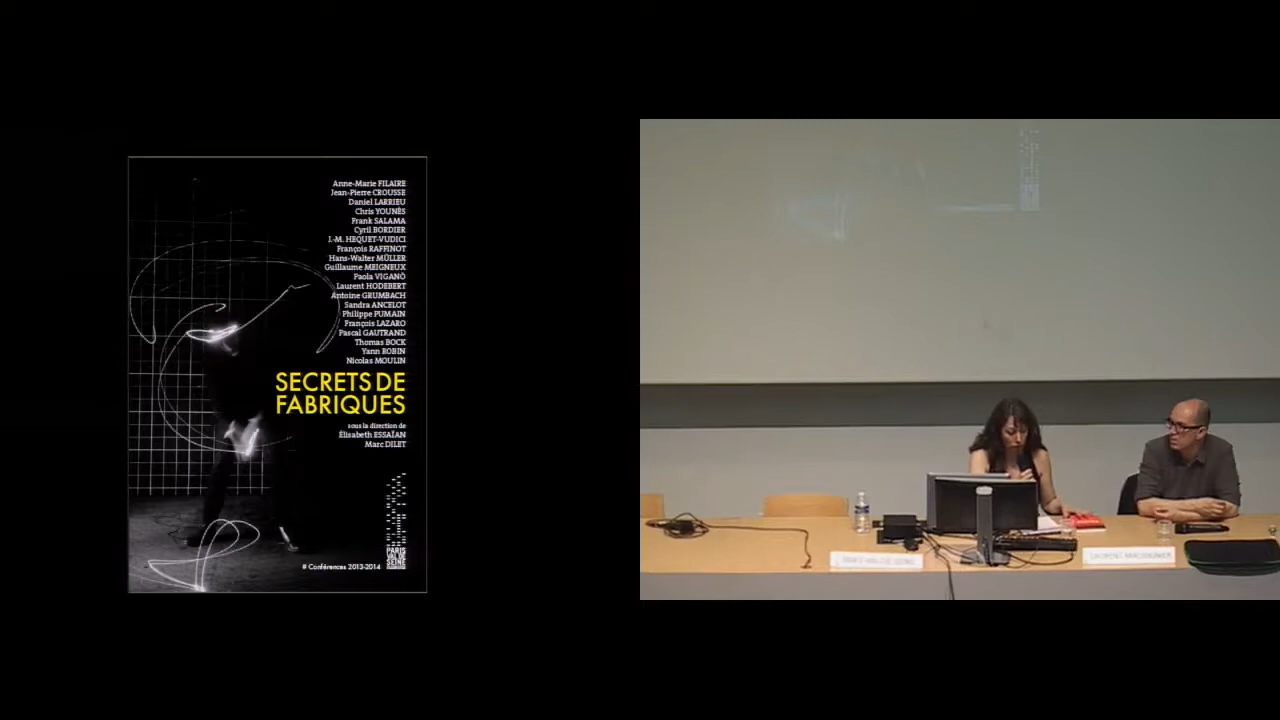 Anne-Marie FILAIRE
Jean-Pierre CROUSSE
Daniel LARRIEU
Chris YOUNÈS
Frank SALAMA
Cyril BORDIER
J.-M. HEQUET-VUDICI
François RAFFINOT
Hans-Walter MÜLLER
Guillaume MEIGNEUX
Paola VIGANÒ
Laurent HODEBERT
Antoine GRUMBACH
Sandra ANCELOT
Philippe PUMAIN
François LAZARO
Pascal GAUTRAND
Thomas BOCK
Yann ROBIN
Nicolas MOULIN
SECRETS DE
FABRIQUES
sous la direction de
Élisabeth ESSAÏAN
Marc DILET
PARIS
VAL DE
SEINE
# Conférences 2013-2014